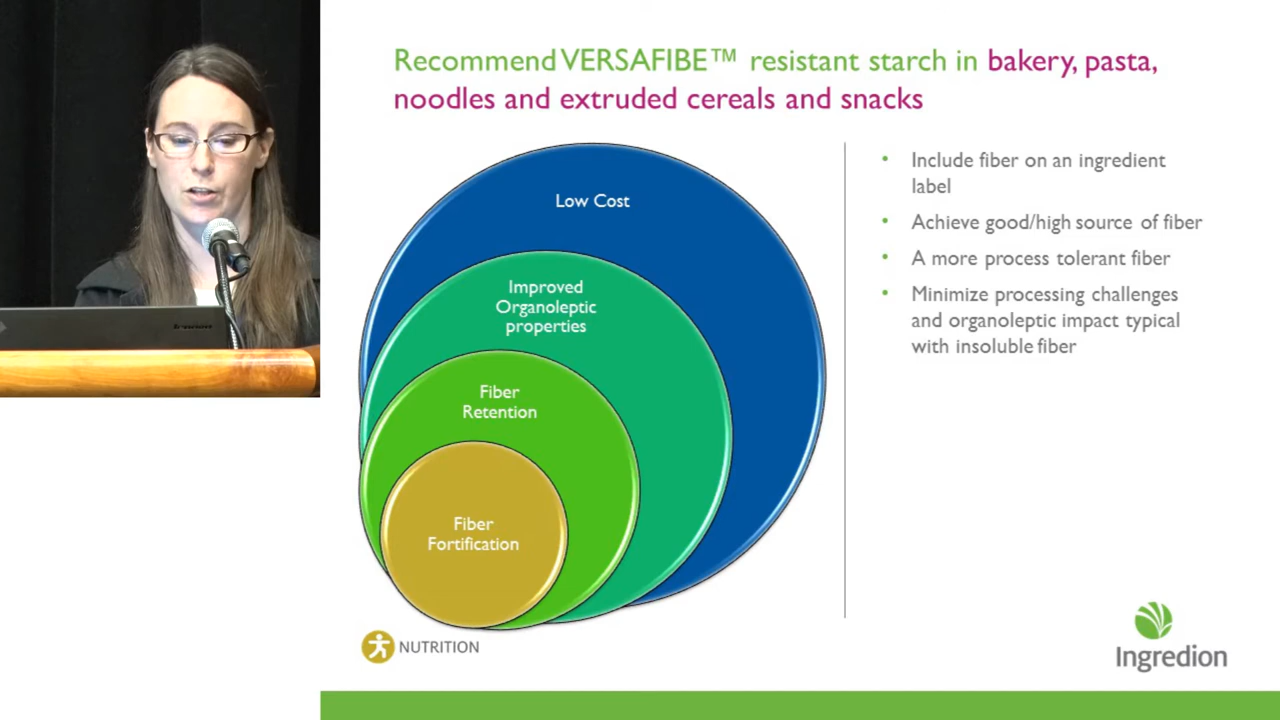 Recommend VERSAFIBE™ resistant starch in bakery, pasta,
noodles and extruded cereals and snacks
Low Cost
Improved
Organoleptic
properties
Fiber
Retention
Fiber
Fortification
• Include fiber on an ingredient
label
• Achieve good/high source of fiber
• A more process tolerant fiber
• Minimize processing challenges
and organoleptic impact typical
with insoluble fiber
NUTRITION
Ingredion
lenovo